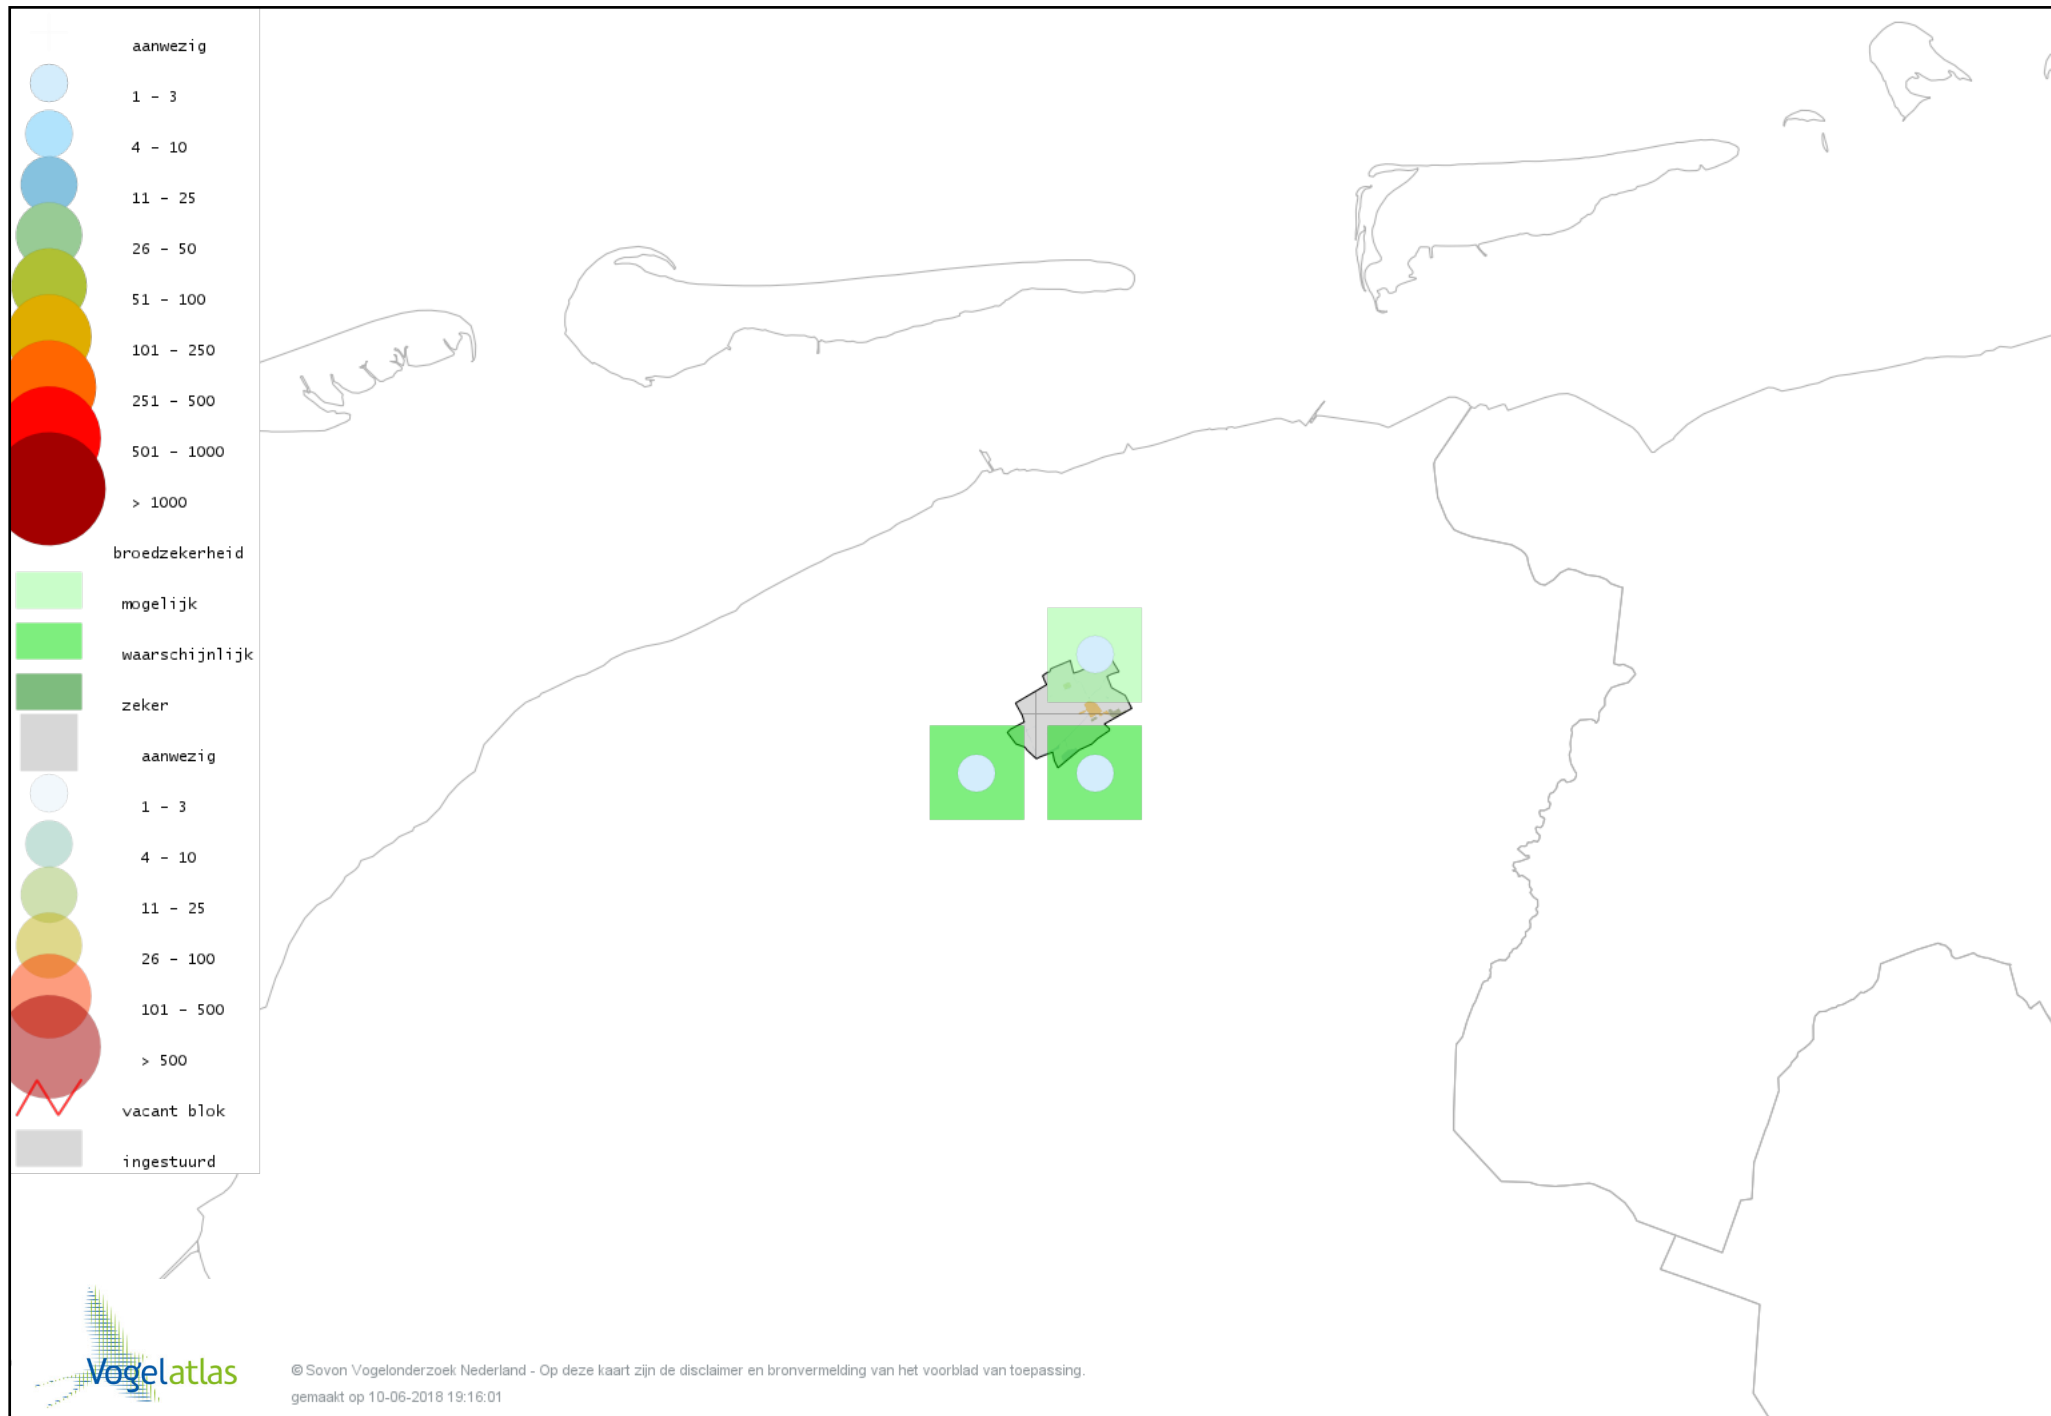 aanwezig
1 - 3
4 - 10
11 - 25
26 - 50
51 - 100
101 - 250
251 - 500
501 - 1000
> 1000
broedzekerheid
mogelijk
waarschijnlijk
zeker
aanwezig
1 - 3
4 - 10
11 - 25
26 - 100
101 - 500
> 500
vacant blok
ingestuurd
Vogelatlas
© Sovon Vogelonderzoek Nederland - Op deze kaart zijn de disclaimer en bronvermelding van het voorblad van toepassing.
gemaakt op 10-06-2018 19:16:01